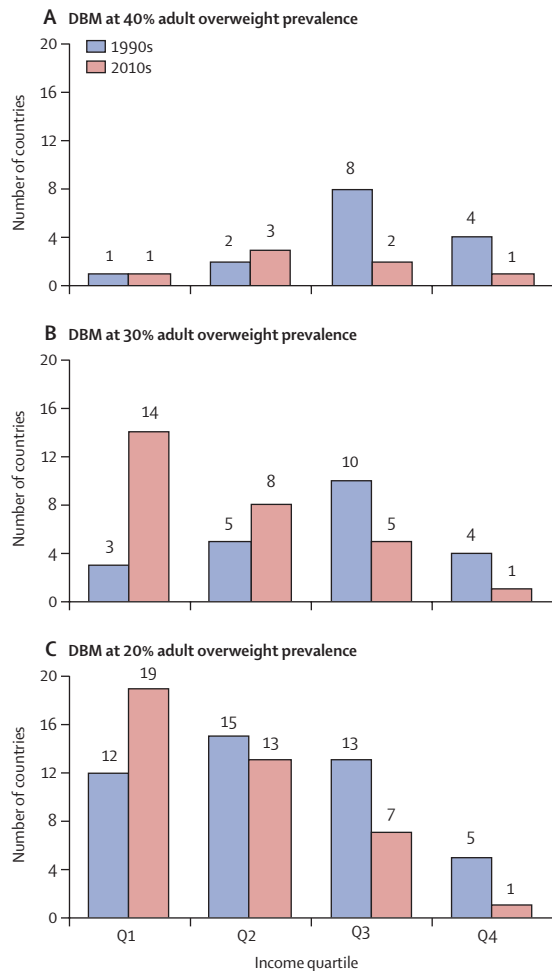 A DBM at 40% adult overweight prevalence
1990s
2010s
Number of countries
20
16
12
8
4
0
1 1 2 3 8 2 4 1
B DBM at 30% adult overweight prevalence
Number of countries
20
16
12
8
4
0
3 14 5 8 10 5 4 1
C DBM at 20% adult overweight prevalence
Number of countries
20
16
12
8
4
0
12 19 15 13 13 7 5 1
Q1 Q2 Q3 Q4
Income quartile